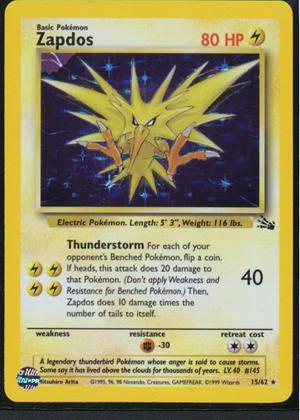 Basic Pokémon
Zapdos 80 HP
Electric Pokémon. Length: 5' 3", Weight: 116 lbs.
Thunderstorm For each of your
opponent's Benched Pokémon, flip a coin.
If heads, this attack does 20 damage to
that Pokémon. (Don't apply Weakness and
Resistance for Benched Pokémon.) Then,
Zapdos does 10 damage times the
number of tails to itself.
40
weakness resistance retreat cost
-30
A legendary thunderbird Pokémon whose anger is said to cause storms.
Some say it has lived above the clouds for thousands of years. LV. 40 #145
Mitsuhiro Arita ©1995, 96, 98 Nintendo, Creatures, GAMEFREAK. ©1999 Wizards. 15/62